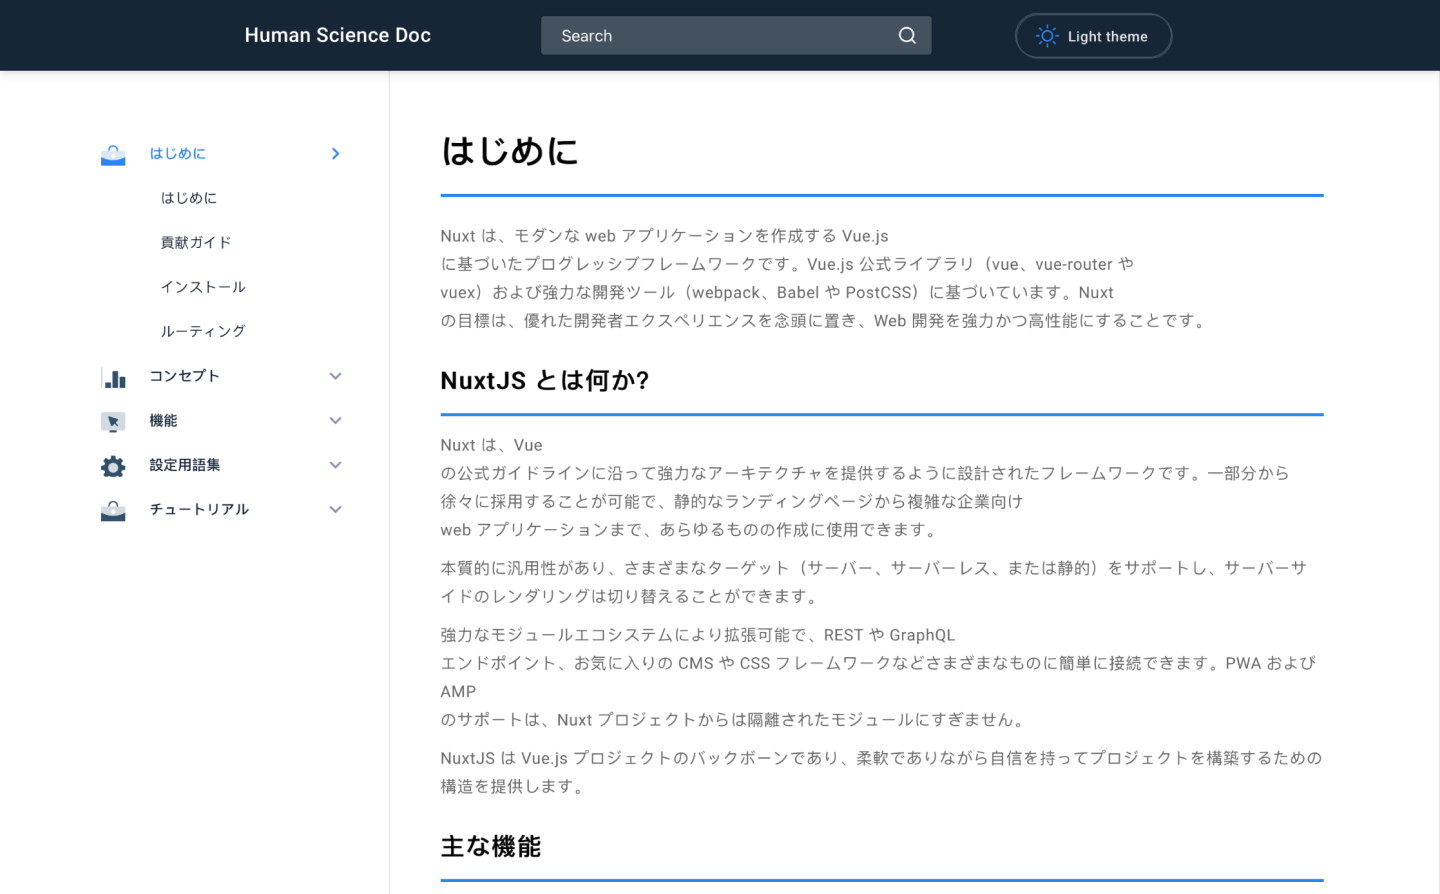 Human Science Doc
Search
Light theme
はじめに
はじめに
貢献ガイド
インストール
ルーティング
コンセプト
機能
設定用語集
チュートリアル
はじめに
Nuxt は、モダンな web アプリケーションを作成する Vue.js
に基づいたプログレッシブフレームワークです。Vue.js 公式ライブラリ（vue、vue-router や
vuex）および強力な開発ツール（webpack、Babel や PostCSS）に基づいています。Nuxt
の目標は、優れた開発者エクスペリエンスを念頭に置き、Web 開発を強力かつ高性能にすることです。
NuxtJS とは何か?
Nuxt は、Vue
の公式ガイドラインに沿って強力なアーキテクチャを提供するように設計されたフレームワークです。一部分から
徐々に採用することが可能で、静的なランディングページから複雑な企業向け
web アプリケーションまで、あらゆるものの作成に使用できます。
本質的に汎用性があり、さまざまなターゲット（サーバー、サーバーレス、または静的）をサポートし、サーバーサ
イドのレンダリングは切り替えることができます。
強力なモジュールエコシステムにより拡張可能で、REST や GraphQL
エンドポイント、お気に入りの CMS や CSS フレームワークなどさまざまなものに簡単に接続できます。PWA および
AMP
のサポートは、Nuxt プロジェクトからは隔離されたモジュールにすぎません。
NuxtJS は Vue.js プロジェクトのバックボーンであり、柔軟でありながら自信を持ってプロジェクトを構築するための
構造を提供します。
主な機能